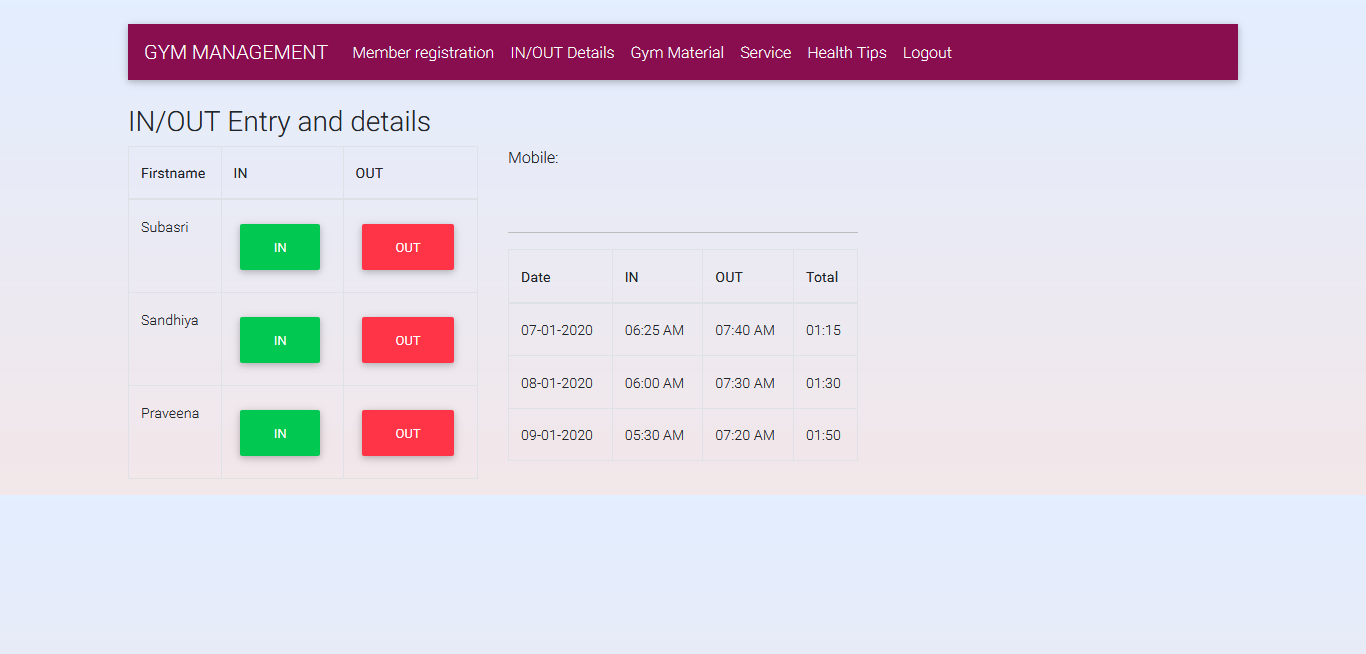 GYM MANAGEMENT Member registration IN/OUT Details Gym Material Service Health Tips Logout
IN/OUT Entry and details
Firstname IN OUT
Subasri IN OUT
Sandhiya IN OUT
Praveena IN OUT
Mobile:
Date IN OUT Total
07-01-2020 06:25 AM 07:40 AM 01:15
08-01-2020 06:00 AM 07:30 AM 01:30
09-01-2020 05:30 AM 07:20 AM 01:50